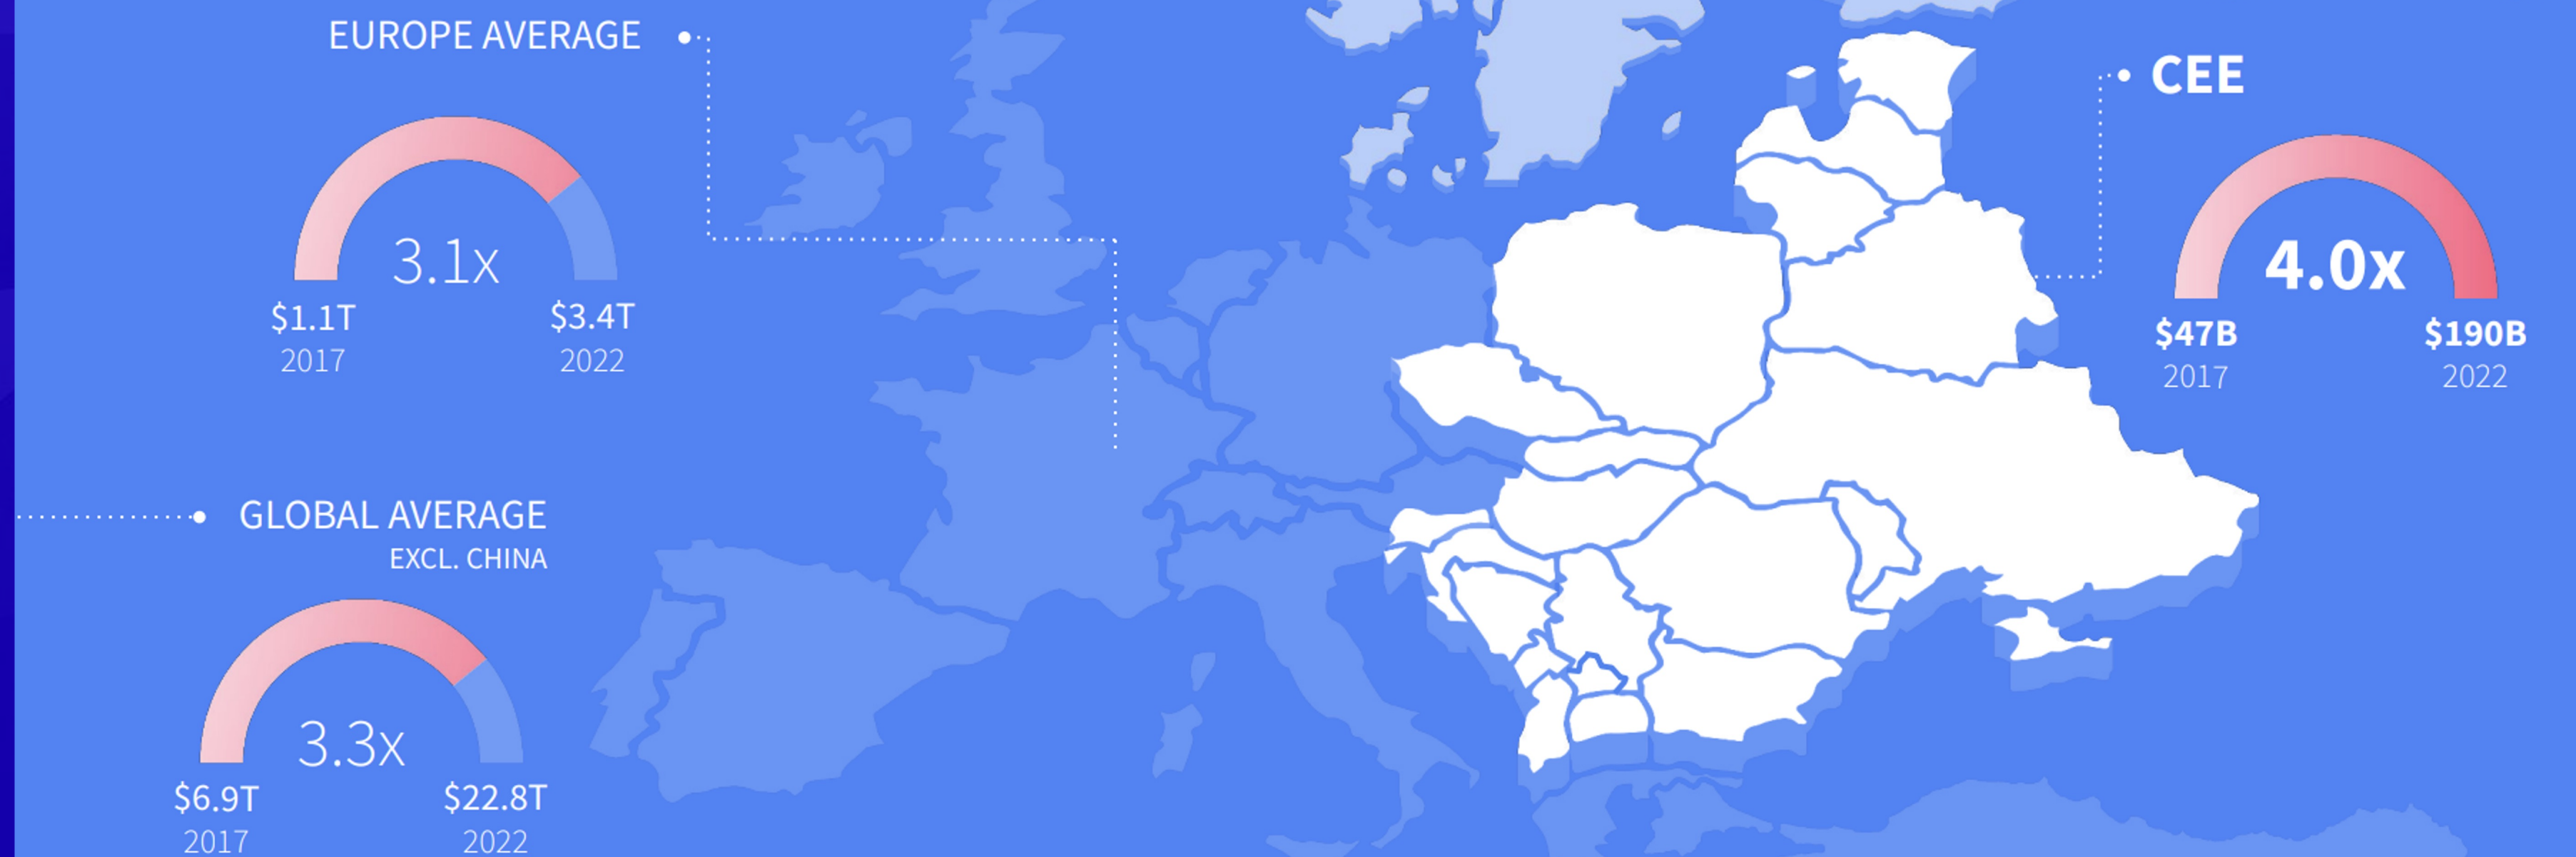 EUROPE AVERAGE
3.1x
$1.1T
$3.4T
2017
2022
GLOBAL AVERAGE
EXCL. CHINA
3.3x
$6.9T
$22.8T
2017
2022
CEE
4.0x
$47B
$190B
2017
2022